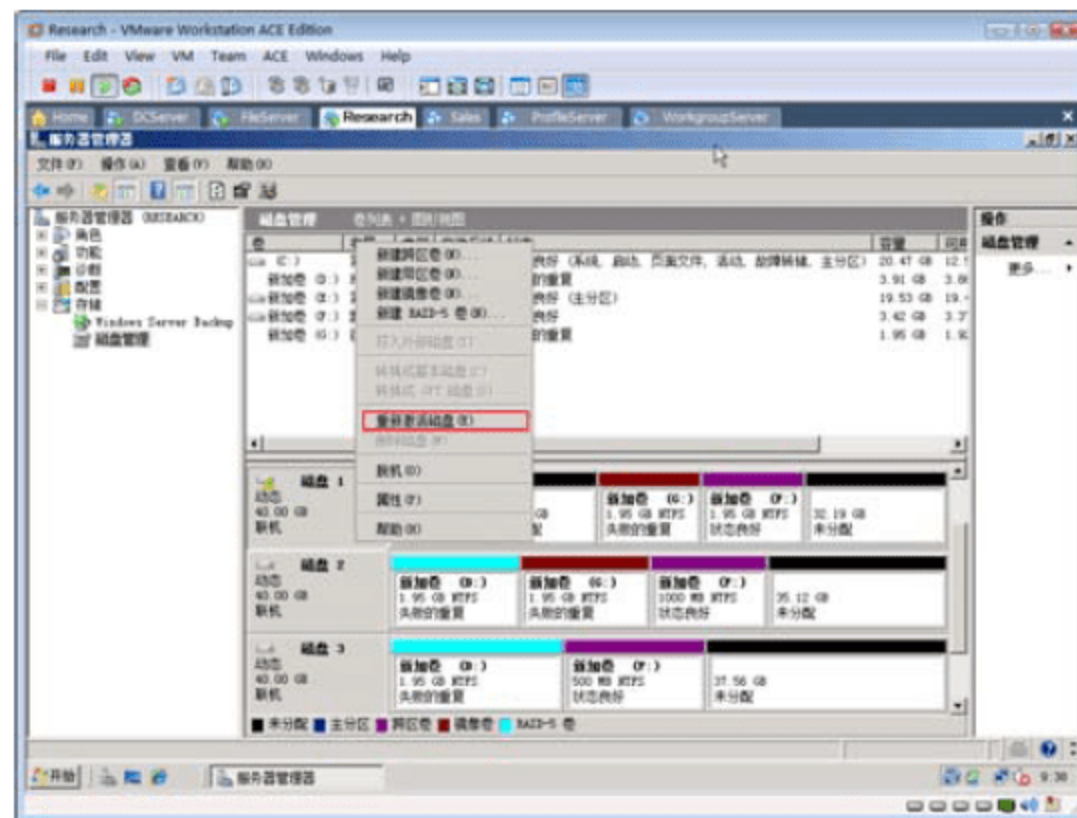 Research - VMware Workstation ACE Edition
File Edit View VM Team ACE Windows Help
Home DCServer FileServer Research Sales ProfileServer WorkgroupServer
服务器管理器
文件(F) 操作(A) 查看(V) 帮助(H)
服务器管理器 (RESEARCH)
角色
功能
诊断
配置
存储
Windows Server Backup
磁盘管理
磁盘管理 卷列表 + 图形视图
卷 容量
(C:) 良好 (系统, 启动, 页面文件, 活动, 故障转储, 主分区) 20.47 GB
新加卷 (D:) 的重复 3.91 GB
新加卷 (E:) 良好 (主分区) 19.53 GB
新加卷 (F:) 良好 3.42 GB
新加卷 (G:) 的重复 1.95 GB
新建跨区卷(N)...
新建带区卷(N)...
新建镜像卷(N)...
新建 RAID-5 卷(N)...
导入外部磁盘(I)
转换成基本磁盘(C)
转换成 GPT 磁盘(V)
重新激活磁盘(R)
脱机(O)
属性(P)
帮助(H)
操作
磁盘管理
更多...
磁盘 1
动态
40.00 GB
联机
新加卷 (G:)
1.95 GB NTFS
失败的重复
新加卷 (F:)
1.95 GB NTFS
状态良好
32.19 GB
未分配
磁盘 2
动态
40.00 GB
联机
新加卷 (D:)
1.95 GB NTFS
失败的重复
新加卷 (G:)
1.95 GB NTFS
失败的重复
新加卷 (F:)
1000 MB NTFS
状态良好
35.12 GB
未分配
磁盘 3
动态
40.00 GB
联机
新加卷 (D:)
1.95 GB NTFS
失败的重复
新加卷 (F:)
500 MB NTFS
状态良好
37.56 GB
未分配
未分配 主分区 跨区卷 镜像卷 RAID-5 卷
开始 服务器管理器 9:38